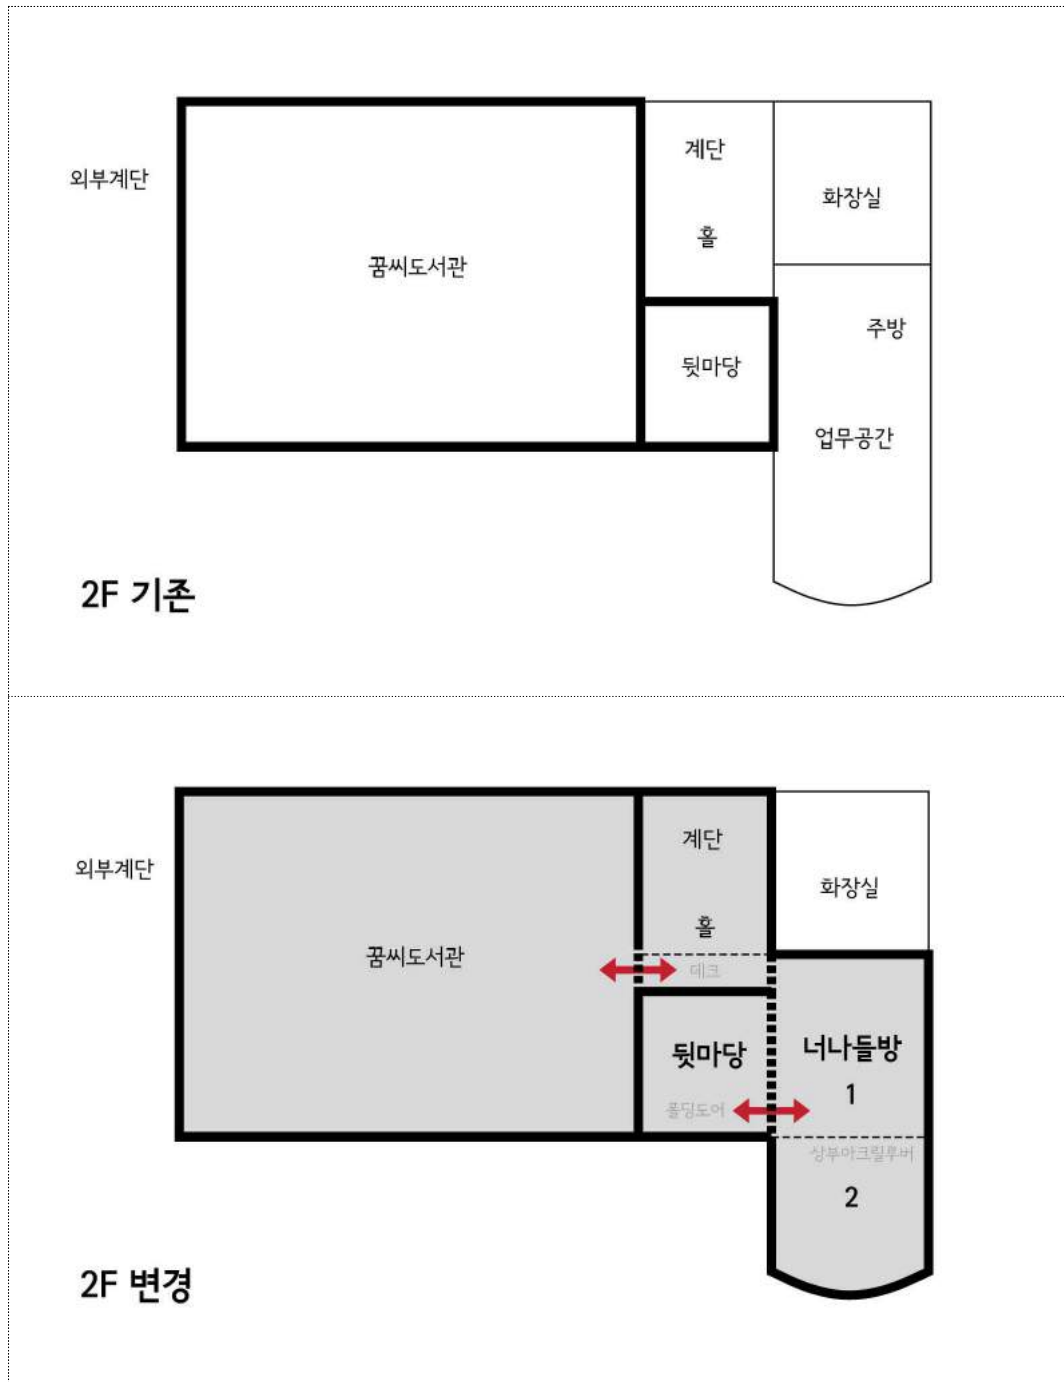 계단
외부계단
화장실
홀
꿈씨도서관
주방
뒷마당
업무공간
2F 기존
계단
외부계단
화장실
홀
꿈씨도서관
데크
뒷마당
너나들방
1
폴딩도어
상부아크릴루버
2
2F 변경